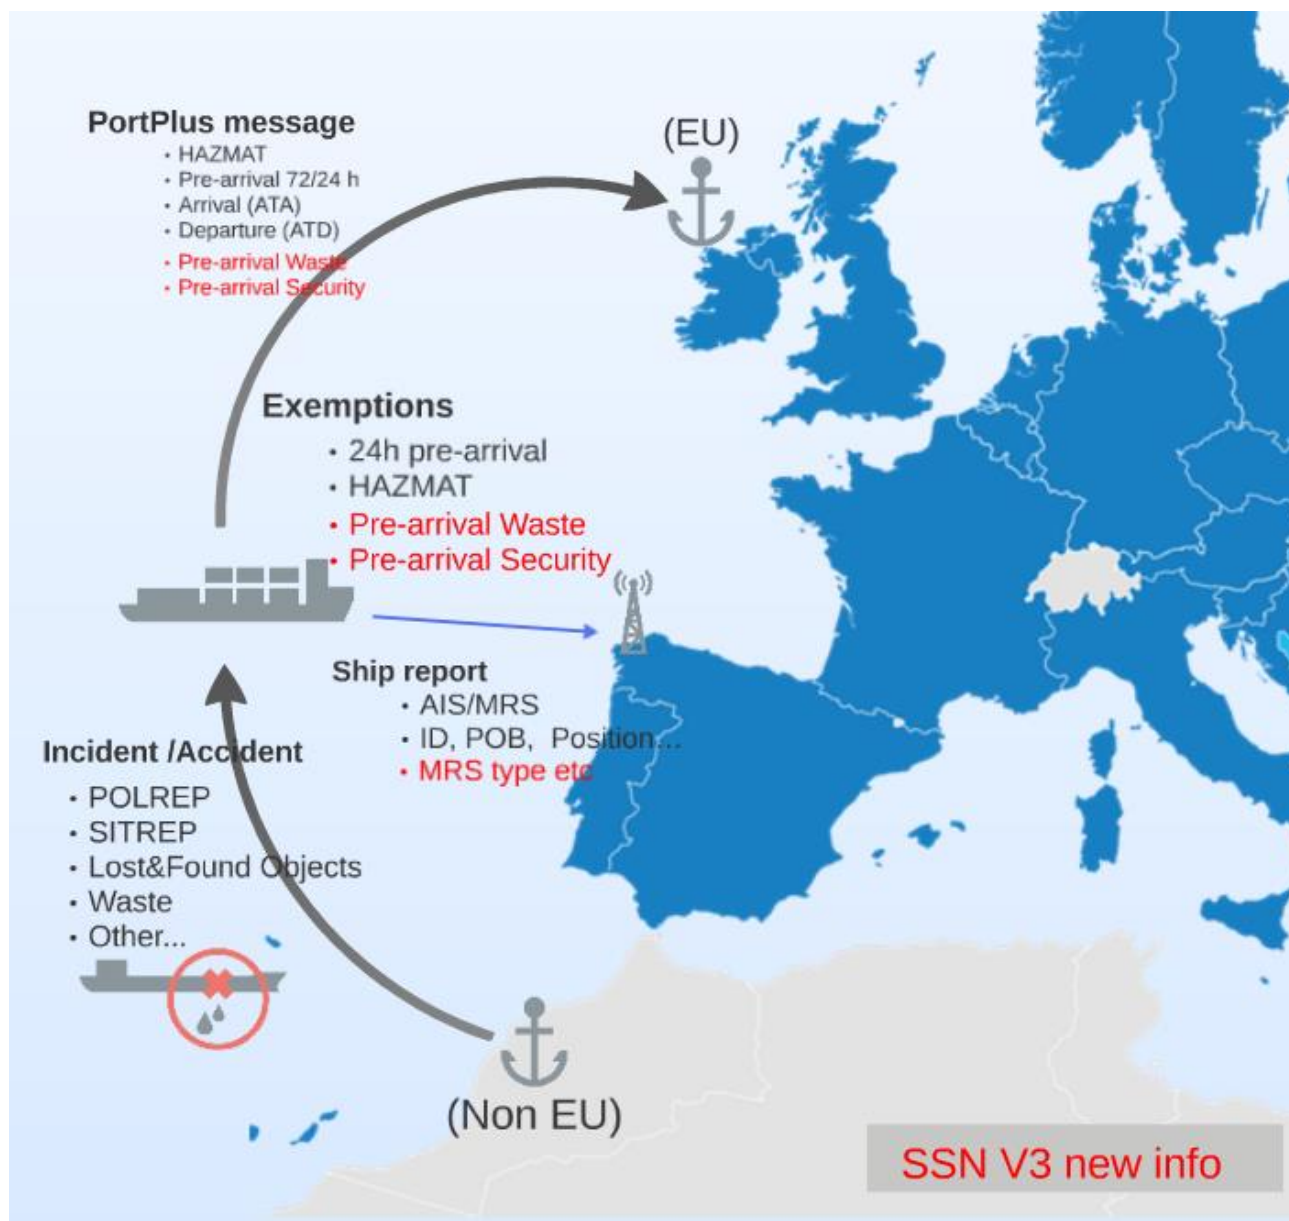 PortPlus message
• HAZMAT
• Pre-arrival 72/24 h
• Arrival (ATA)
• Departure (ATD)
• Pre-arrival Waste
• Pre-arrival Security
(EU)
Exemptions
• 24h pre-arrival
• HAZMAT
• Pre-arrival Waste
• Pre-arrival Security
Ship report
• AIS/MRS
• ID, POB, Position...
• MRS type etc
Incident /Accident
• POLREP
• SITREP
• Lost&Found Objects
• Waste
• Other...
(Non EU)
SSN V3 new info